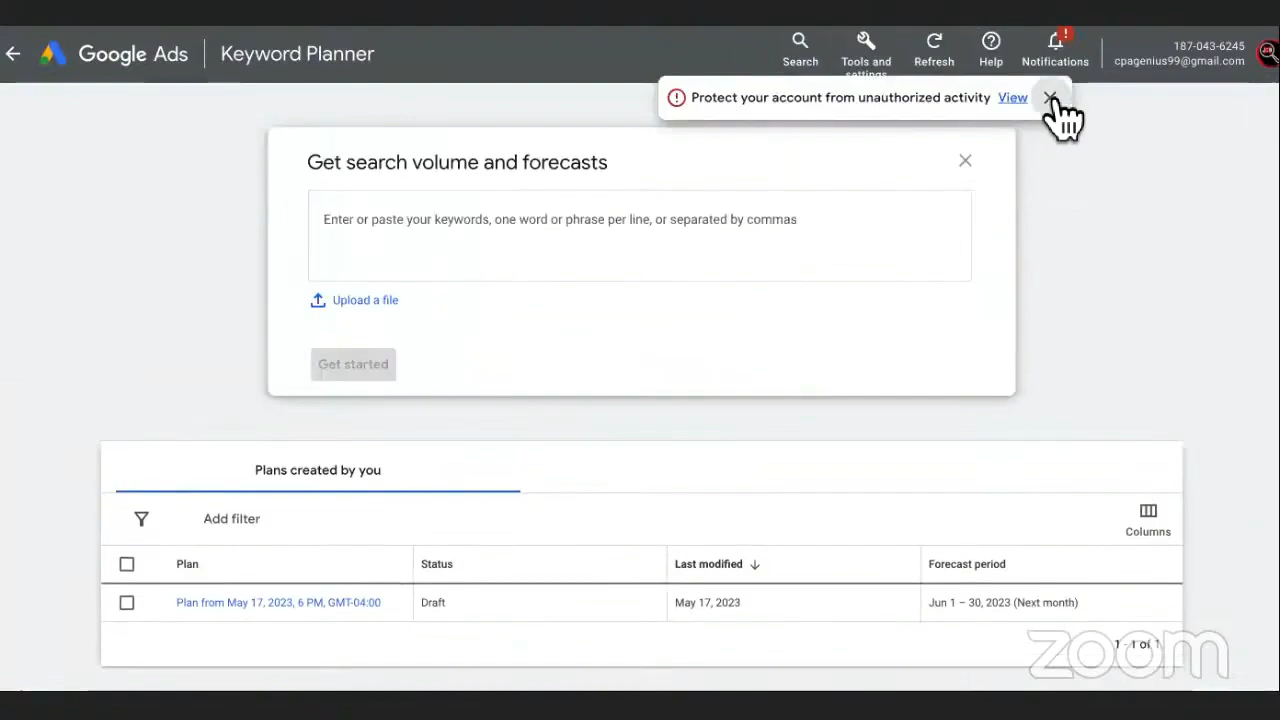 Google Ads Keyword Planner
Search
Tools and settings
Refresh
Help
!
Notifications
187-043-6245
cpagenius99@gmail.com
Protect your account from unauthorized activity View
Get search volume and forecasts
Enter or paste your keywords, one word or phrase per line, or separated by commas
Upload a file
Get started
Plans created by you
Add filter
Columns
Plan Status Last modified Forecast period
Plan from May 17, 2023, 6 PM, GMT-04:00 Draft May 17, 2023 Jun 1 – 30, 2023 (Next month)
1 - 1 of 1
zoom